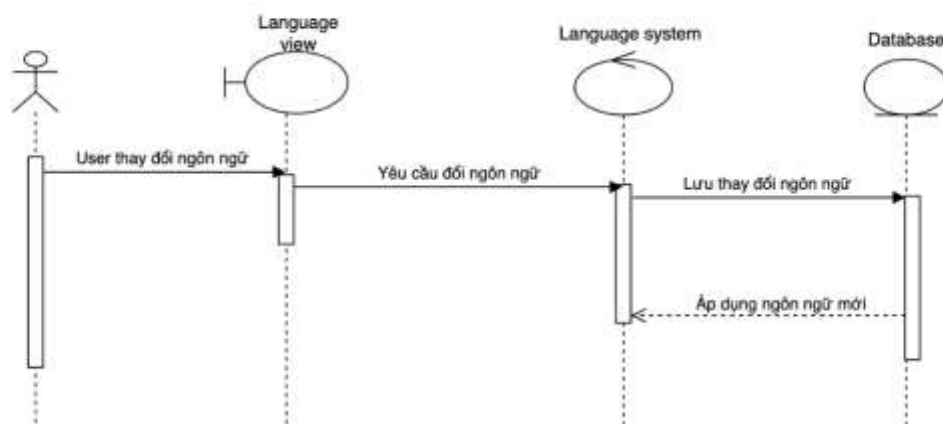 Language
view
Language system
Database
User thay đổi ngôn ngữ
Yêu cầu đổi ngôn ngữ
Lưu thay đổi ngôn ngữ
Áp dụng ngôn ngữ mới